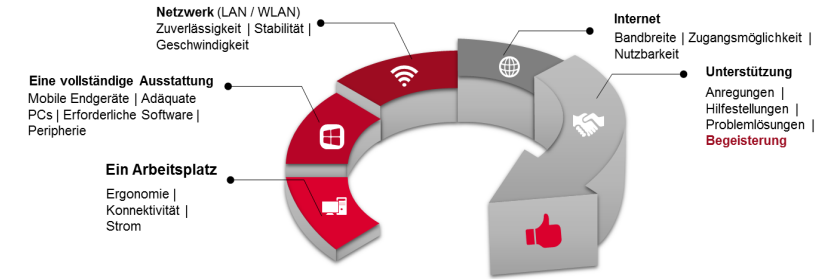 Netzwerk (LAN / WLAN)
Zuverlässigkeit | Stabilität |
Geschwindigkeit
Internet
Bandbreite | Zugangsmöglichkeit |
Nutzbarkeit
Eine vollständige Ausstattung
Mobile Endgeräte | Adäquate
PCs | Erforderliche Software |
Peripherie
Unterstützung
Anregungen |
Hilfestellungen |
Problemlösungen |
Begeisterung
Ein Arbeitsplatz
Ergonomie |
Konnektivität |
Strom